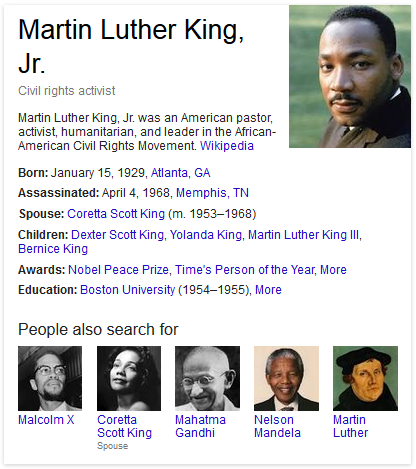 Martin Luther King,
Jr.
Civil rights activist
Martin Luther King, Jr. was an American pastor,
activist, humanitarian, and leader in the African-
American Civil Rights Movement. Wikipedia
Born: January 15, 1929, Atlanta, GA
Assassinated: April 4, 1968, Memphis, TN
Spouse: Coretta Scott King (m. 1953–1968)
Children: Dexter Scott King, Yolanda King, Martin Luther King III,
Bernice King
Awards: Nobel Peace Prize, Time's Person of the Year, More
Education: Boston University (1954–1955), More
People also search for
Malcolm X
Coretta
Scott King
Spouse
Mahatma
Gandhi
Nelson
Mandela
Martin
Luther